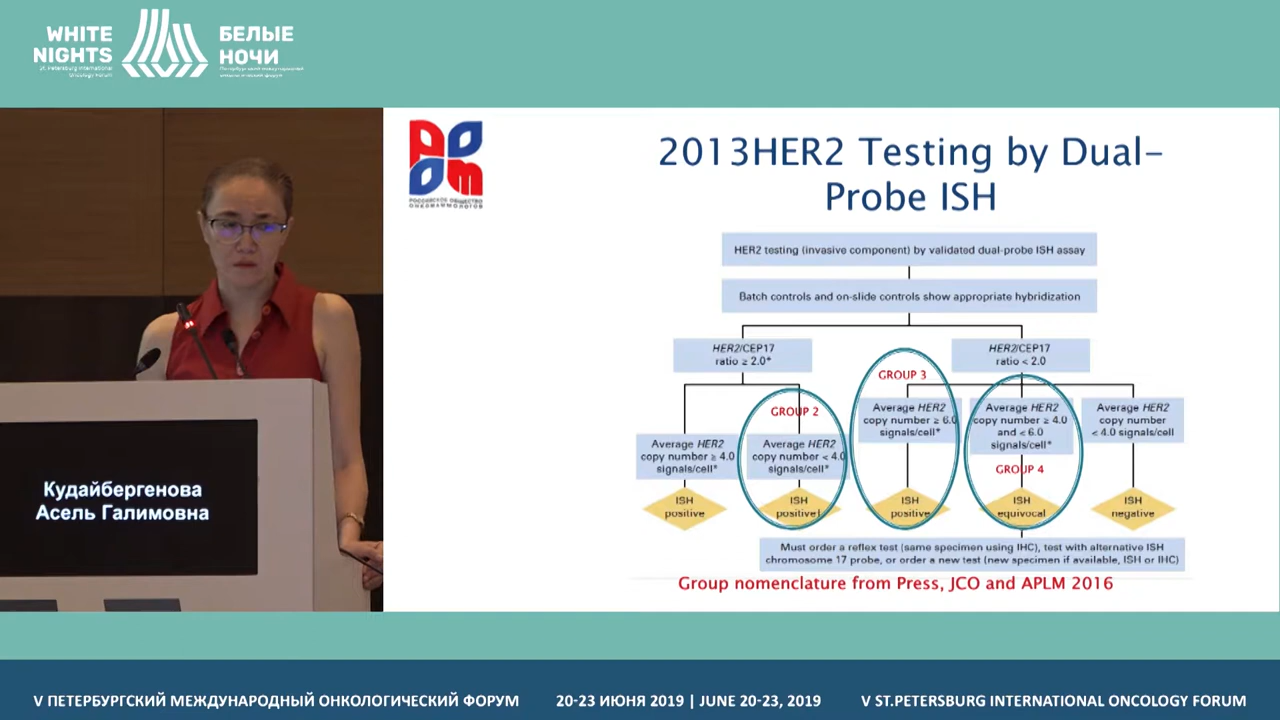 WHITE
NIGHTS
St. Petersburg International
Oncology Forum
БЕЛЫЕ
НОЧИ
РОССИЙСКОЕ ОБЩЕСТВО
ОНКОМАММОЛОГОВ
2013HER2 Testing by Dual-
Probe ISH
HER2 testing (invasive component) by validated dual-probe ISH assay
Batch controls and on-slide controls show appropriate hybridization
HER2/CEP17
ratio ≥ 2.0*
HER2/CEP17
ratio < 2.0
GROUP 3
GROUP 2
Average HER2
copy number ≥ 6.0
signals/cell*
Average HER2
copy number ≥ 4.0
and < 6.0
signals/cell*
Average HER2
copy number
< 4.0 signals/cell
Average HER2
copy number ≥ 4.0
signals/cell*
Average HER2
copy number < 4.0
signals/cell*
GROUP 4
ISH
positive
ISH
positive
ISH
positive
ISH
equivocal
ISH
negative
Must order a reflex test (same specimen using IHC), test with alternative ISH
chromosome 17 probe, or order a new test (new specimen if available, ISH or IHC)
Group nomenclature from Press, JCO and APLM 2016
Кудайбергенова
Асель Галимовна
V ПЕТЕРБУРГСКИЙ МЕЖДУНАРОДНЫЙ ОНКОЛОГИЧЕСКИЙ ФОРУМ
20-23 ИЮНЯ 2019 | JUNE 20-23, 2019
V ST.PETERSBURG INTERNATIONAL ONCOLOGY FORUM